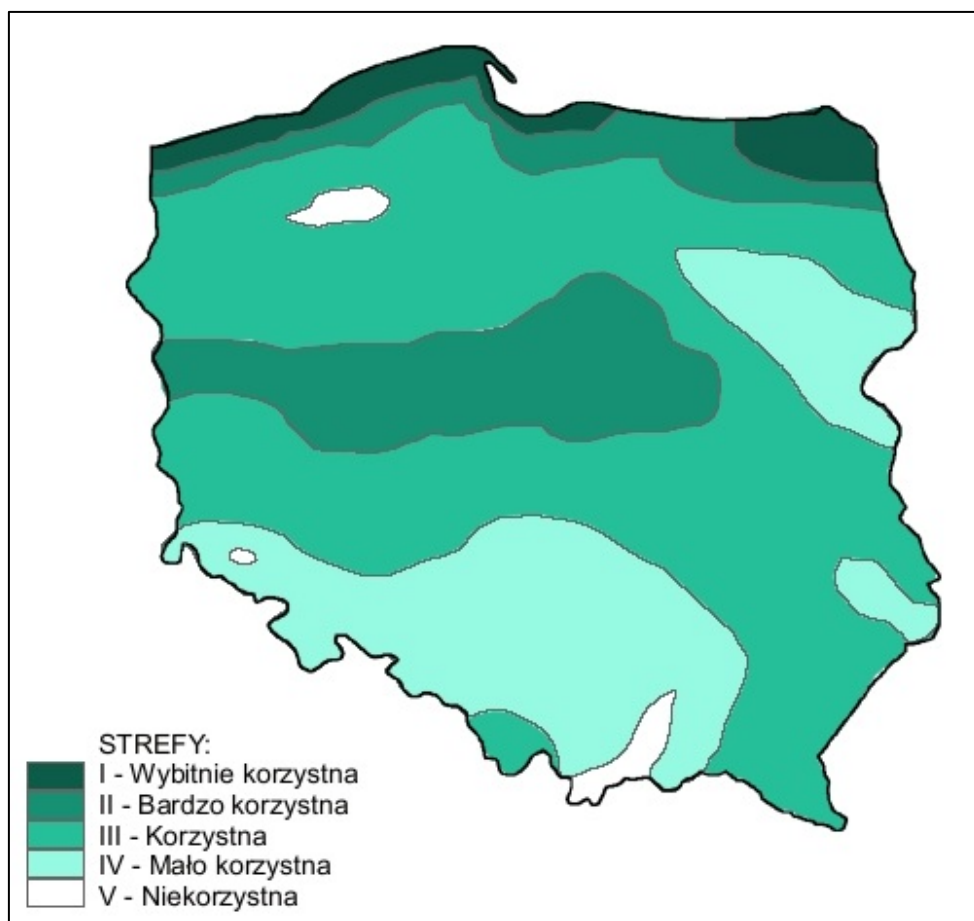 STREFY:
I - Wybitnie korzystna
II - Bardzo korzystna
III - Korzystna
IV - Mało korzystna
V - Niekorzystna